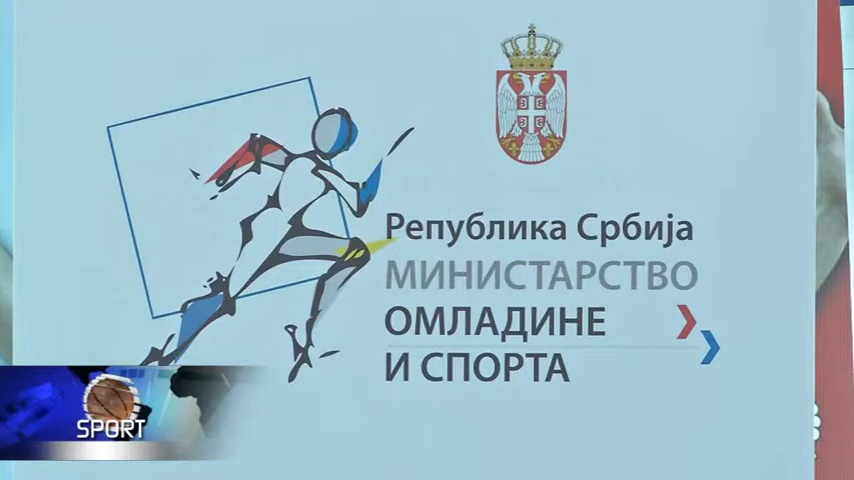 Република Србија
МИНИСТАРСТВО
ОМЛАДИНЕ
И СПОРТА
SPORT